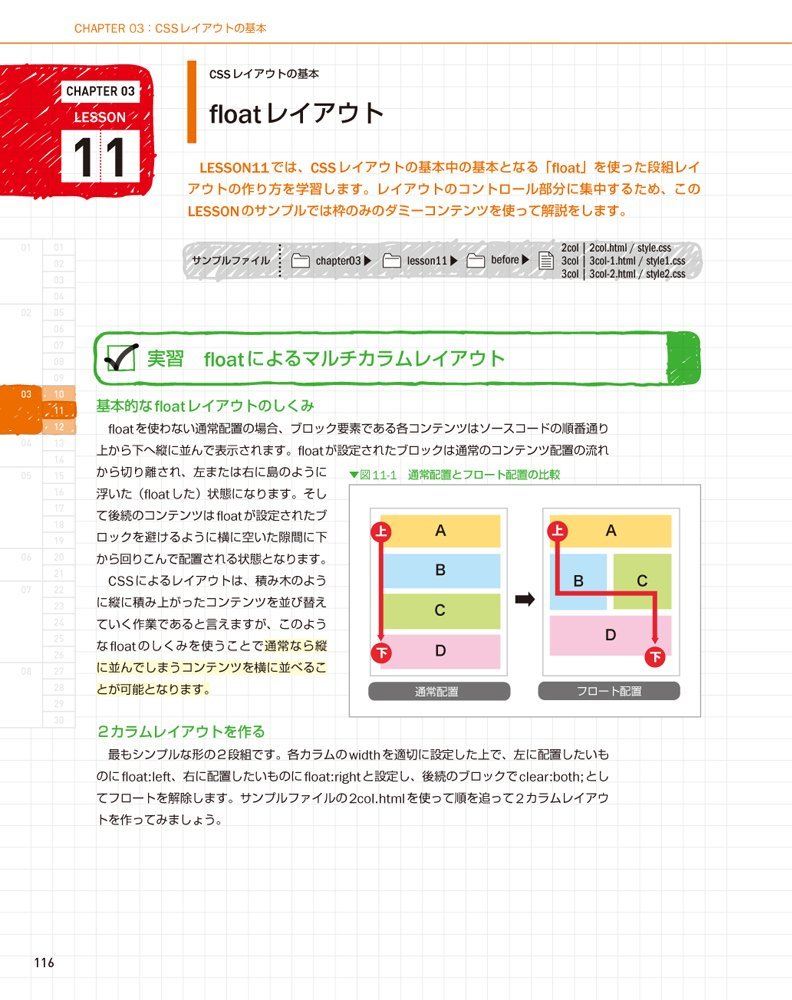 CHAPTER 03：CSSレイアウトの基本
CHAPTER 03
LESSON
11
CSSレイアウトの基本
floatレイアウト
LESSON11では、CSSレイアウトの基本中の基本となる「float」を使った段組レイ
アウトの作り方を学習します。レイアウトのコントロール部分に集中するため、この
LESSONのサンプルでは枠のみのダミーコンテンツを使って解説をします。
サンプルファイル chapter03▶ lesson11▶ before▶
2col | 2col.html / style.css
3col | 3col-1.html / style1.css
3col | 3col-2.html / style2.css
01 01
02
03
04
02 05
06
07
08
09
03 10
11
12
04 13
14
05 15
16
17
18
19
06 20
21
07 22
23
24
25
26
08 27
28
29
30
実習 floatによるマルチカラムレイアウト
基本的なfloatレイアウトのしくみ
floatを使わない通常配置の場合、ブロック要素である各コンテンツはソースコードの順番通り
上から下へ縦に並んで表示されます。floatが設定されたブロックは通常のコンテンツ配置の流れ
から切り離され、左または右に島のように
浮いた（floatした）状態になります。そし
て後続のコンテンツはfloatが設定されたブ
ロックを避けるように横に空いた隙間に下
から回りこんで配置される状態となります。
CSSによるレイアウトは、積み木のよう
に縦に積み上がったコンテンツを並び替え
ていく作業であると言えますが、このよう
なfloatのしくみを使うことで通常なら縦
に並んでしまうコンテンツを横に並べるこ
とが可能となります。
▼図11-1 通常配置とフロート配置の比較
上 A
B
C
下 D
通常配置
上 A
B C
D 下
フロート配置
２カラムレイアウトを作る
最もシンプルな形の２段組です。各カラムのwidthを適切に設定した上で、左に配置したいも
のにfloat:left、右に配置したいものにfloat:rightと設定し、後続のブロックでclear:both;とし
てフロートを解除します。サンプルファイルの2col.htmlを使って順を追って２カラムレイアウ
トを作ってみましょう。
116